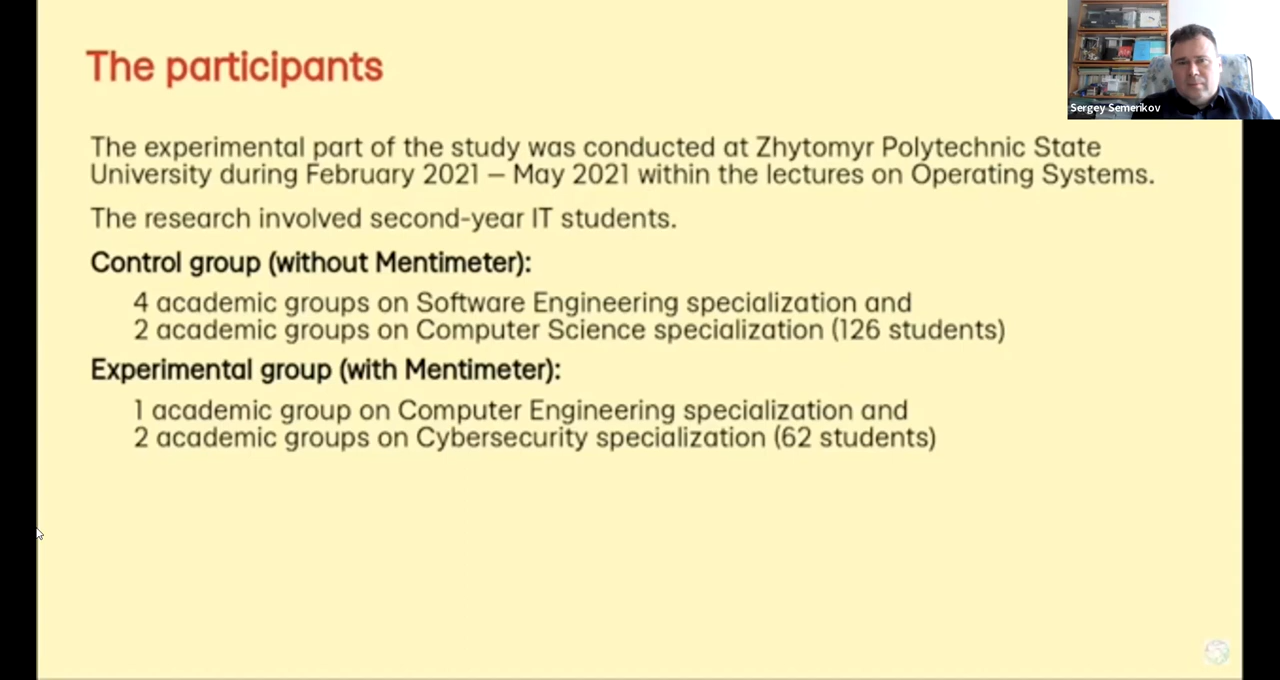 The participants
Sergey Semerikov
The experimental part of the study was conducted at Zhytomyr Polytechnic State
University during February 2021 – May 2021 within the lectures on Operating Systems.
The research involved second-year IT students.
Control group (without Mentimeter):
4 academic groups on Software Engineering specialization and
2 academic groups on Computer Science specialization (126 students)
Experimental group (with Mentimeter):
1 academic group on Computer Engineering specialization and
2 academic groups on Cybersecurity specialization (62 students)